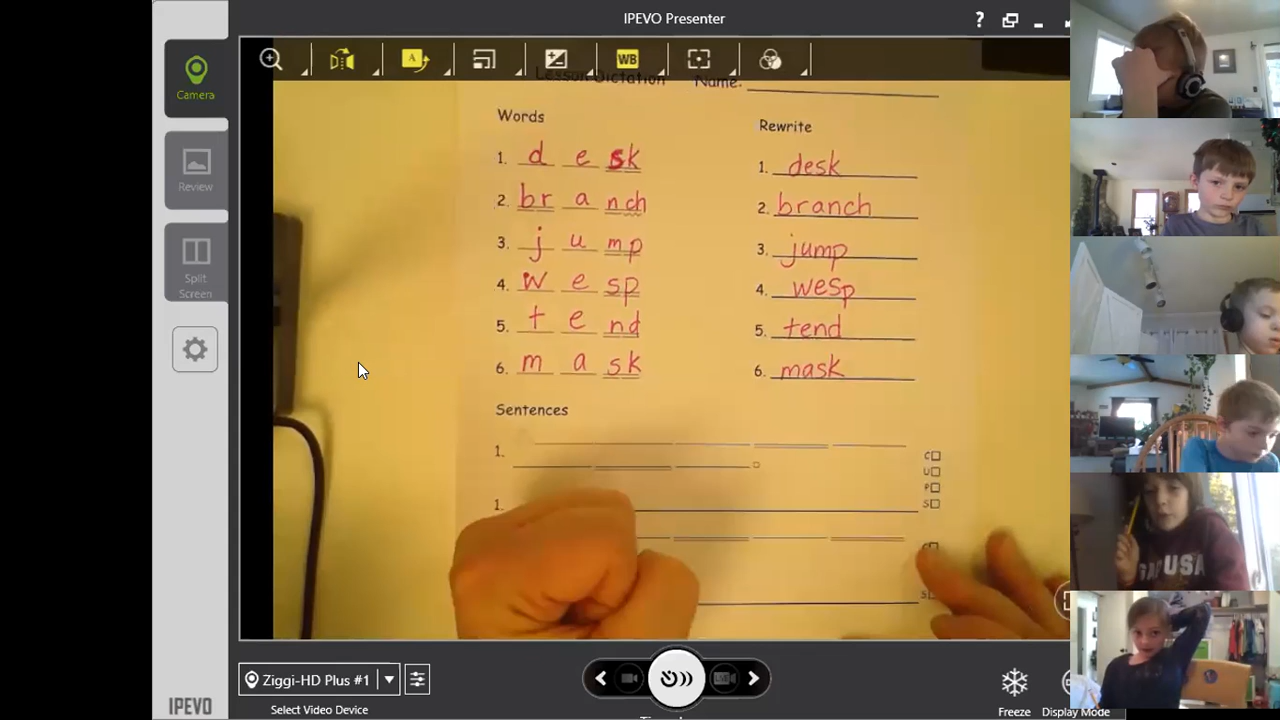 IPEVO Presenter
?
Camera
Review
Split
Screen
IPEVO
A
WB
Lesson Dictation Name:
Words
Rewrite
1. d e sk
1. desk
2. br a nch
2. branch
3. j u mp
3. jump
4. w e sp
4. wesp
5. t e nd
5. tend
6. m a sk
6. mask
Sentences
1.
C
U
P
S
1.
C
S
Ziggi-HD Plus #1
Select Video Device
Freeze
Display Mode